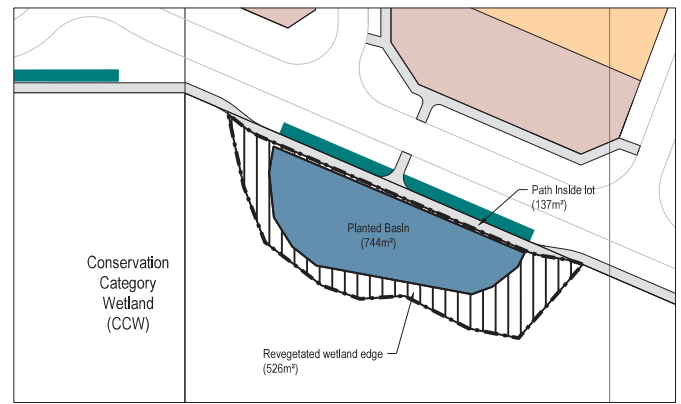 Path Inside lot
(137m²)
Planted Basin
(744m²)
Conservation
Category
Wetland
(CCW)
Revegetated wetland edge
(526m²)